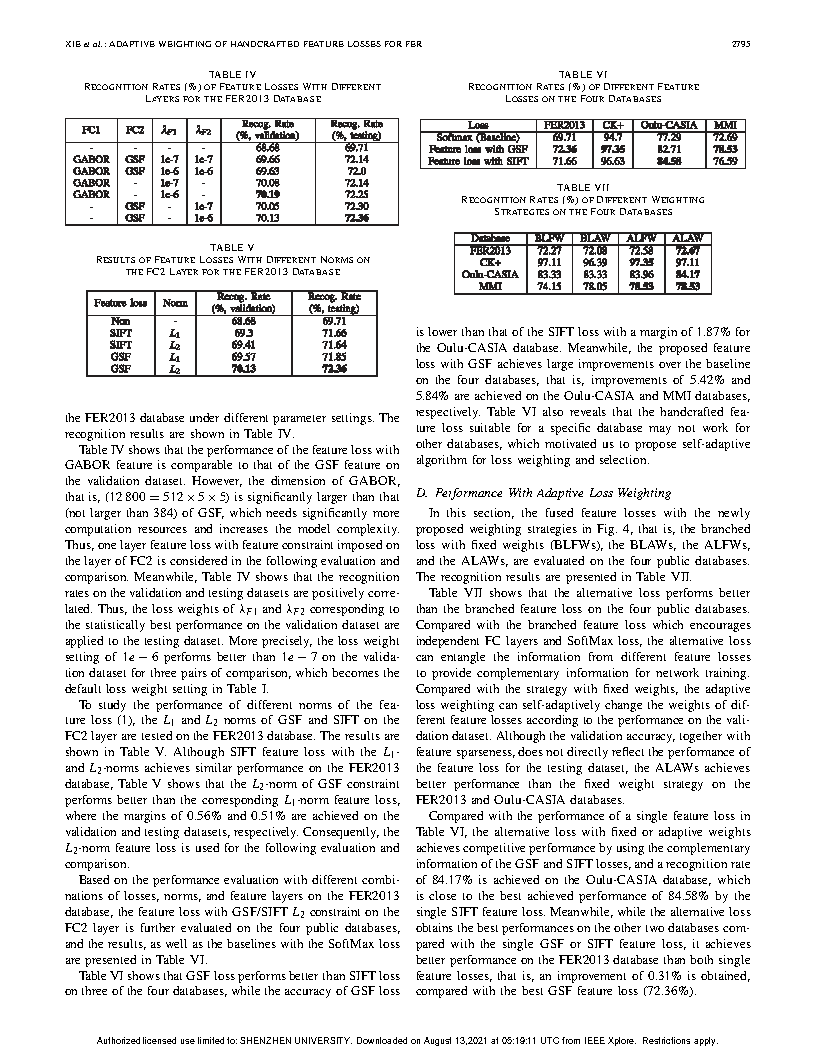 XIE et al.: ADAPTIVE WEIGHTING OF HANDCRAFTED FEATURE LOSSES FOR FER 2795
TABLE IV
RECOGNITION RATES (%) OF FEATURE LOSSES WITH DIFFERENT
LAYERS FOR THE FER2013 DATABASE
FC1 FC2 λF1 λF2 Recog. Rate (%, validation) Recog. Rate (%, testing)
- - - - 68.68 69.71
GABOR GSF 1e-7 1e-7 69.66 72.14
GABOR GSF 1e-6 1e-6 69.63 72.0
GABOR - 1e-7 - 70.08 72.14
GABOR - 1e-6 - 70.19 72.25
- GSF - 1e-7 70.05 72.30
- GSF - 1e-6 70.13 72.36
TABLE V
RESULTS OF FEATURE LOSSES WITH DIFFERENT NORMS ON
THE FC2 LAYER FOR THE FER2013 DATABASE
Feature loss Norm Recog. Rate (%, validation) Recog. Rate (%, testing)
Non - 68.68 69.71
SIFT L1 69.3 71.66
SIFT L2 69.41 71.64
GSF L1 69.57 71.85
GSF L2 70.13 72.36
the FER2013 database under different parameter settings. The
recognition results are shown in Table IV.
Table IV shows that the performance of the feature loss with
GABOR feature is comparable to that of the GSF feature on
the validation dataset. However, the dimension of GABOR,
that is, (12 800 = 512 × 5 × 5) is significantly larger than that
(not larger than 384) of GSF, which needs significantly more
computation resources and increases the model complexity.
Thus, one layer feature loss with feature constraint imposed on
the layer of FC2 is considered in the following evaluation and
comparison. Meanwhile, Table IV shows that the recognition
rates on the validation and testing datasets are positively corre-
lated. Thus, the loss weights of λF1 and λF2 corresponding to
the statistically best performance on the validation dataset are
applied to the testing dataset. More precisely, the loss weight
setting of 1e − 6 performs better than 1e − 7 on the valida-
tion dataset for three pairs of comparison, which becomes the
default loss weight setting in Table I.
To study the performance of different norms of the fea-
ture loss (1), the L1 and L2 norms of GSF and SIFT on the
FC2 layer are tested on the FER2013 database. The results are
shown in Table V. Although SIFT feature loss with the L1-
and L2-norms achieves similar performance on the FER2013
database, Table V shows that the L2-norm of GSF constraint
performs better than the corresponding L1-norm feature loss,
where the margins of 0.56% and 0.51% are achieved on the
validation and testing datasets, respectively. Consequently, the
L2-norm feature loss is used for the following evaluation and
comparison.
Based on the performance evaluation with different combi-
nations of losses, norms, and feature layers on the FER2013
database, the feature loss with GSF/SIFT L2 constraint on the
FC2 layer is further evaluated on the four public databases,
and the results, as well as the baselines with the SoftMax loss
are presented in Table VI.
Table VI shows that GSF loss performs better than SIFT loss
on three of the four databases, while the accuracy of GSF loss
TABLE VI
RECOGNITION RATES (%) OF DIFFERENT FEATURE
LOSSES ON THE FOUR DATABASES
Loss FER2013 CK+ Oulu-CASIA MMI
Softmax (Baseline) 69.71 94.7 77.29 72.69
Feature loss with GSF 72.36 97.35 82.71 78.53
Feature loss with SIFT 71.66 96.63 84.58 76.59
TABLE VII
RECOGNITION RATES (%) OF DIFFERENT WEIGHTING
STRATEGIES ON THE FOUR DATABASES
Database BLFW BLAW ALFW ALAW
FER2013 72.27 72.08 72.58 72.67
CK+ 97.11 96.39 97.35 97.11
Oulu-CASIA 83.33 83.33 83.96 84.17
MMI 74.15 78.05 78.53 78.53
is lower than that of the SIFT loss with a margin of 1.87% for
the Oulu-CASIA database. Meanwhile, the proposed feature
loss with GSF achieves large improvements over the baseline
on the four databases, that is, improvements of 5.42% and
5.84% are achieved on the Oulu-CASIA and MMI databases,
respectively. Table VI also reveals that the handcrafted fea-
ture loss suitable for a specific database may not work for
other databases, which motivated us to propose self-adaptive
algorithm for loss weighting and selection.
D. Performance With Adaptive Loss Weighting
In this section, the fused feature losses with the newly
proposed weighting strategies in Fig. 4, that is, the branched
loss with fixed weights (BLFWs), the BLAWs, the ALFWs,
and the ALAWs, are evaluated on the four public databases.
The recognition results are presented in Table VII.
Table VII shows that the alternative loss performs better
than the branched feature loss on the four public databases.
Compared with the branched feature loss which encourages
independent FC layers and SoftMax loss, the alternative loss
can entangle the information from different feature losses
to provide complementary information for network training.
Compared with the strategy with fixed weights, the adaptive
loss weighting can self-adaptively change the weights of dif-
ferent feature losses according to the performance on the vali-
dation dataset. Although the validation accuracy, together with
feature sparseness, does not directly reflect the performance of
the feature loss for the testing dataset, the ALAWs achieves
better performance than the fixed weight strategy on the
FER2013 and Oulu-CASIA databases.
Compared with the performance of a single feature loss in
Table VI, the alternative loss with fixed or adaptive weights
achieves competitive performance by using the complementary
information of the GSF and SIFT losses, and a recognition rate
of 84.17% is achieved on the Oulu-CASIA database, which
is close to the best achieved performance of 84.58% by the
single SIFT feature loss. Meanwhile, while the alternative loss
obtains the best performances on the other two databases com-
pared with the single GSF or SIFT feature loss, it achieves
better performance on the FER2013 database than both single
feature losses, that is, an improvement of 0.31% is obtained,
compared with the best GSF feature loss (72.36%).
Authorized licensed use limited to: SHENZHEN UNIVERSITY. Downloaded on August 13,2021 at 05:19:11 UTC from IEEE Xplore. Restrictions apply.